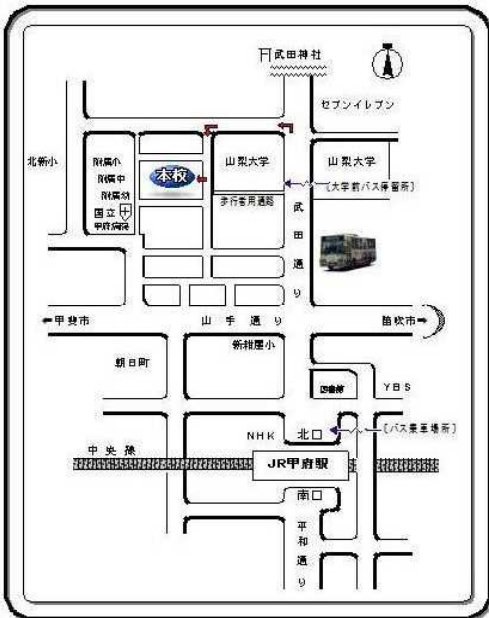 武田神社
セブンイレブン
北新小
附属小
附属中
附属幼
国立
甲府病院
本校
山梨大学
山梨大学
[大学前バス停留所]
歩行者用通路
武田通り
←甲斐市
山手通り
笛吹市→
新紺屋小
朝日町
図書館
YBS
NHK
北口
[バス乗車場所]
中央線
JR甲府駅
南口
平和通り